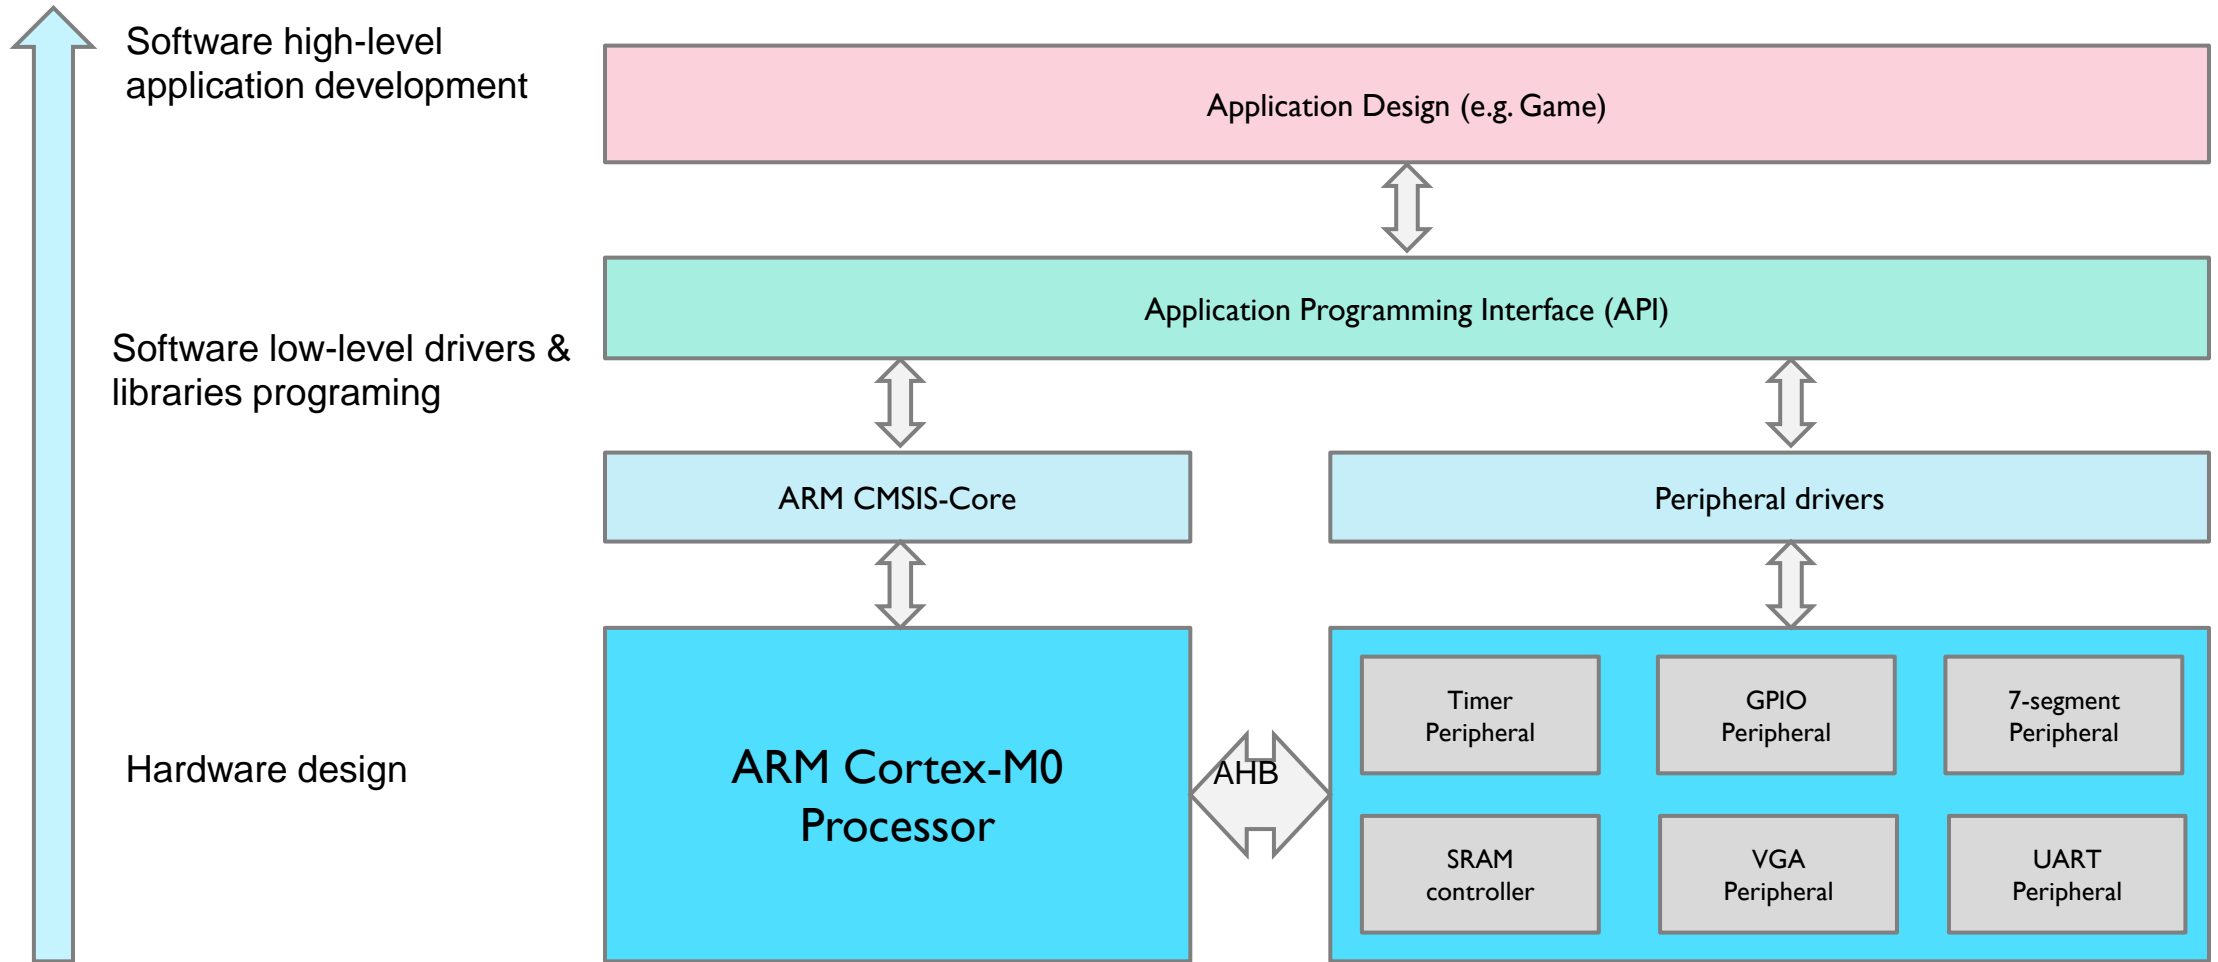 Software high-level
application development
Application Design (e.g. Game)
Application Programming Interface (API)
Software low-level drivers &
libraries programing
ARM CMSIS-Core
Peripheral drivers
Hardware design
ARM Cortex-M0
Processor
AHB
Timer
Peripheral
GPIO
Peripheral
7-segment
Peripheral
SRAM
controller
VGA
Peripheral
UART
Peripheral